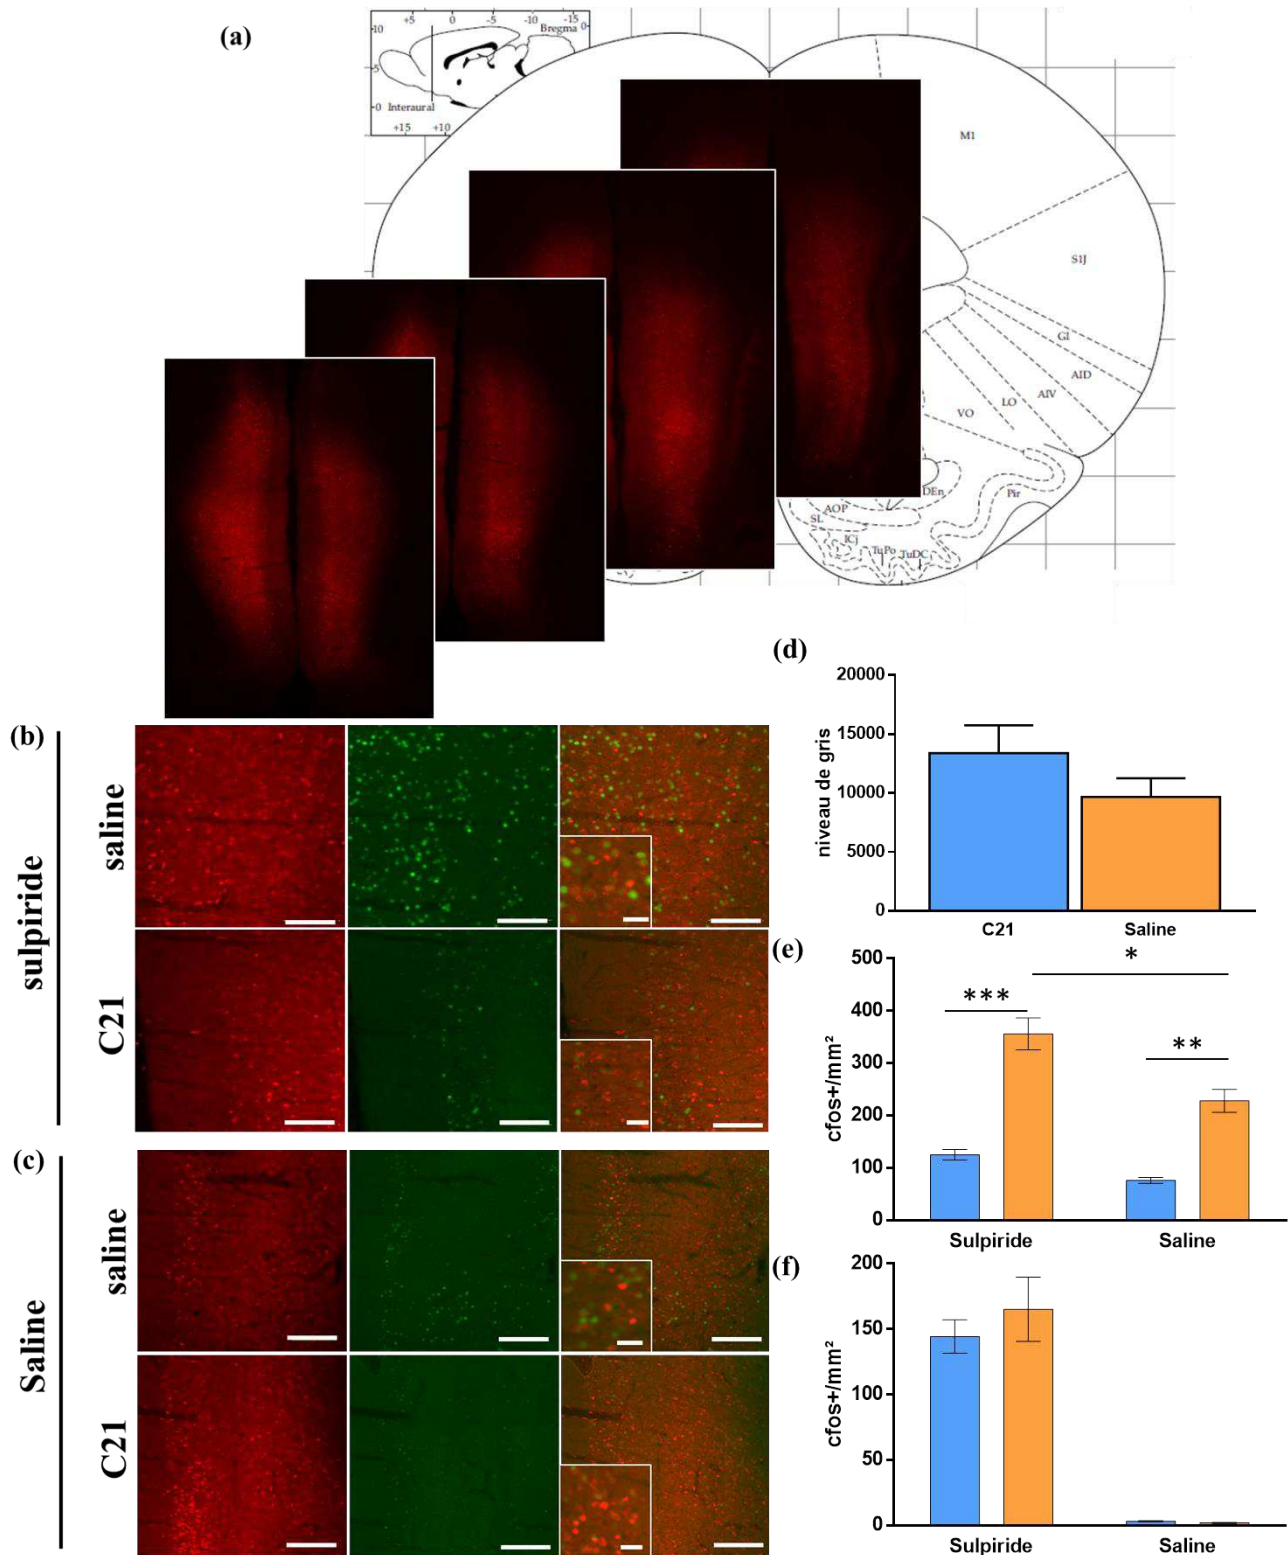 (a)
+5 0 -5 -10 -15
10 Bregma 0
5
0 Interaural
+15 +10
M1
S1J
GI
AID
AIV
LO
VO
DEn
Pir
AOP
SL
ICj
TuPo TuDC
(b)
sulpiride
saline
C21
(c)
Saline
saline
C21
(d)
niveau de gris
20000
15000
10000
5000
0
C21 Saline
(e)
cfos+/mm²
500
400
300
200
100
0
*** ** *
Sulpiride Saline
(f)
cfos+/mm²
200
150
100
50
0
Sulpiride Saline